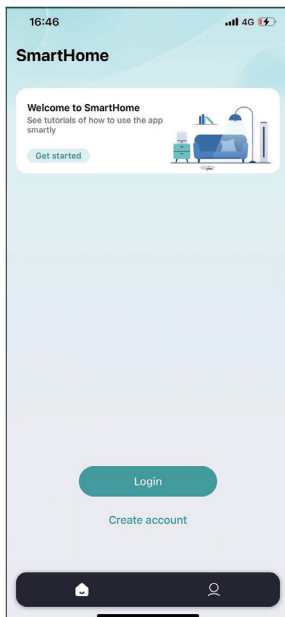 16:46
4G
SmartHome
Welcome to SmartHome
See tutorials of how to use the app
smartly
Get started
Login
Create account